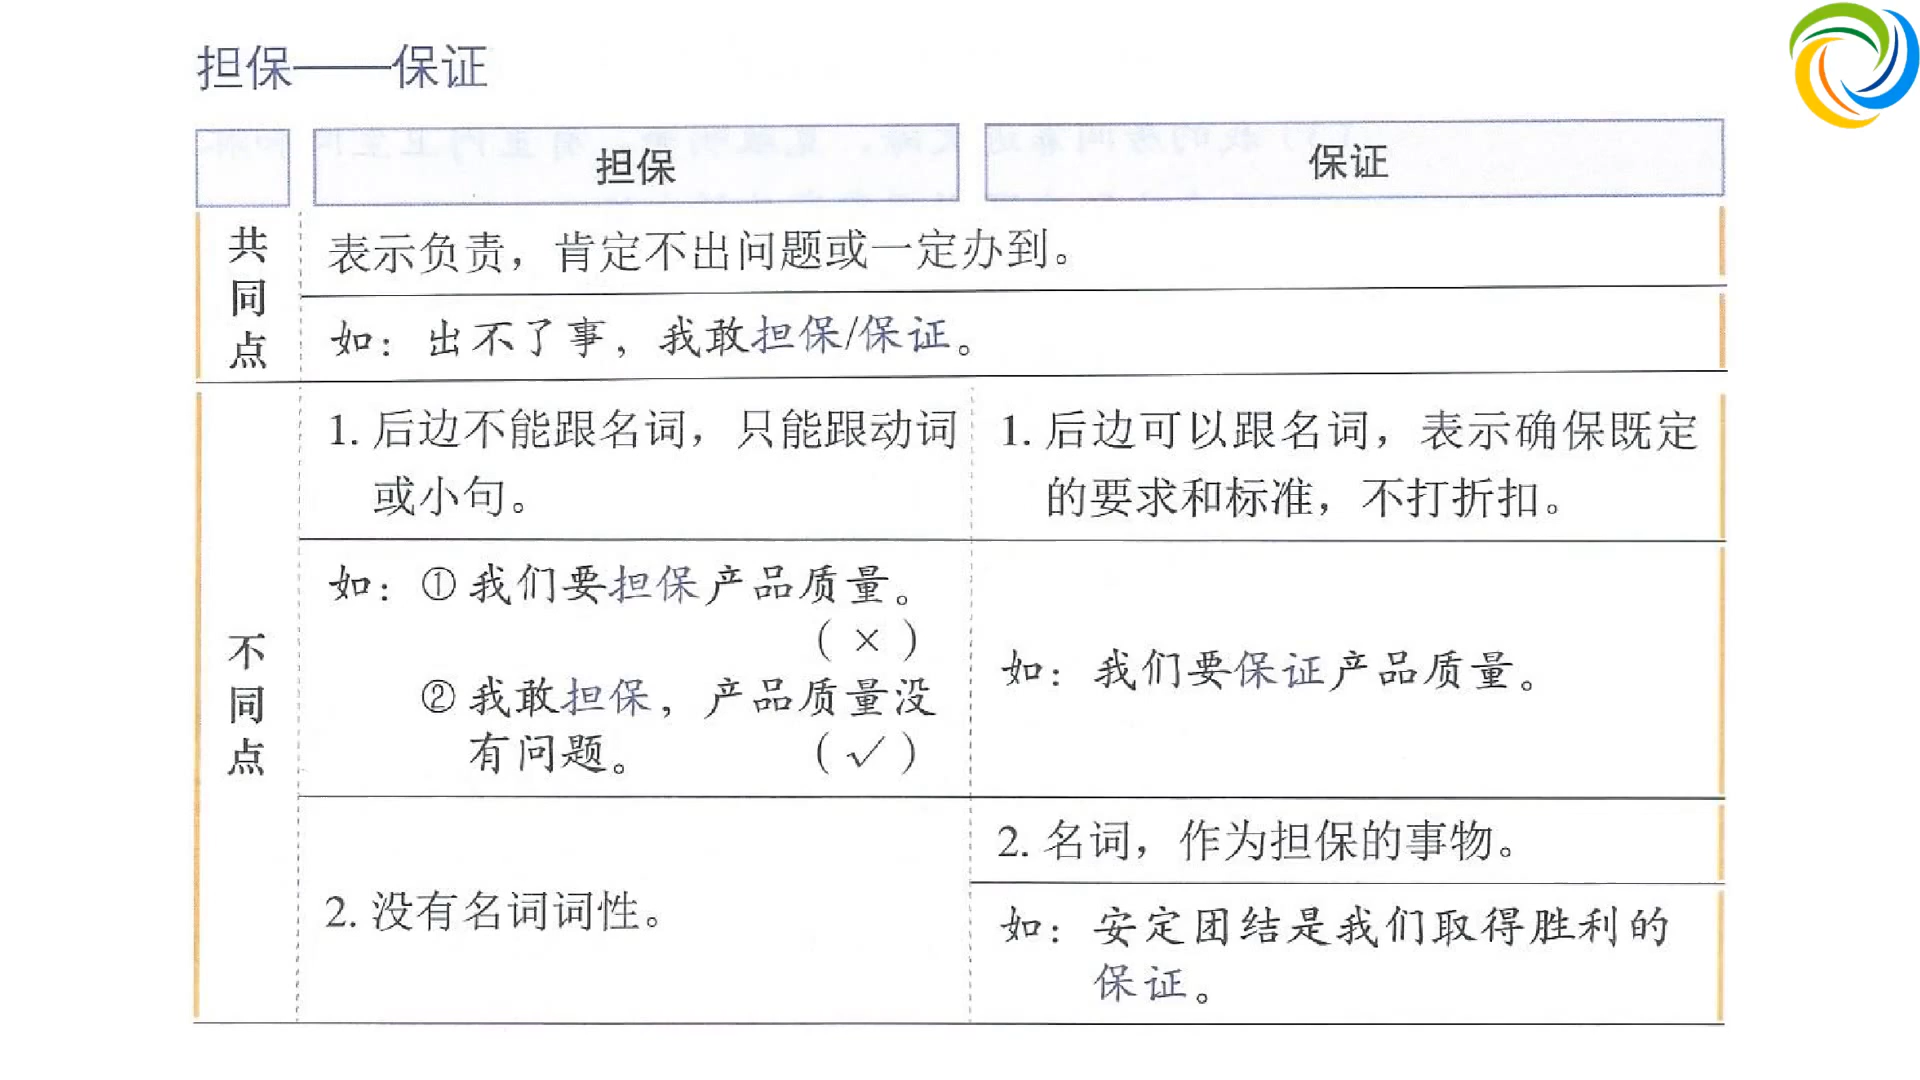 担保——保证
担保
保证
共同点
表示负责，肯定不出问题或一定办到。
如：出不了事，我敢担保/保证。
不同点
1. 后边不能跟名词，只能跟动词
或小句。
1. 后边可以跟名词，表示确保既定
的要求和标准，不打折扣。
如：① 我们要担保产品质量。
（×）
② 我敢担保，产品质量没
有问题。 （✓）
如：我们要保证产品质量。
2. 没有名词词性。
2. 名词，作为担保的事物。
如：安定团结是我们取得胜利的
保证。